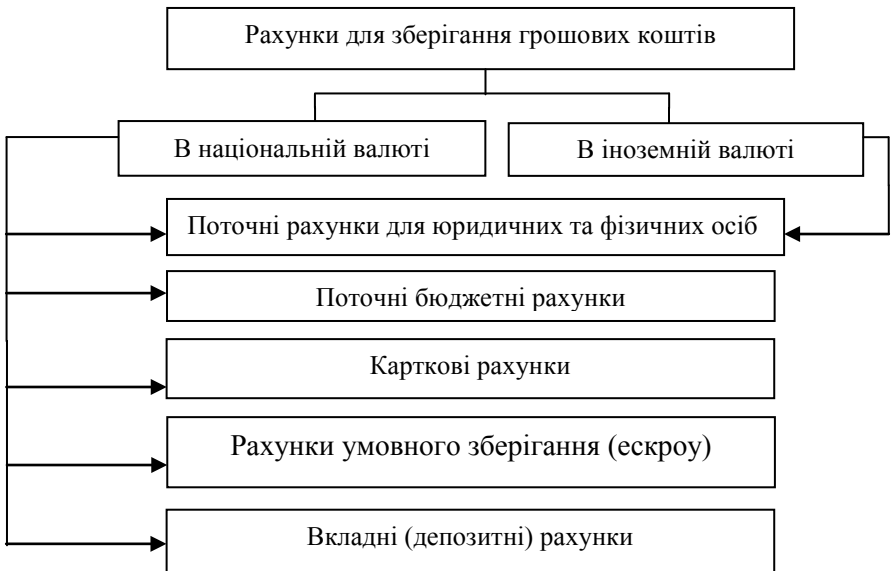 Рахунки для зберігання грошових коштів
В національній валюті
В іноземній валюті
Поточні рахунки для юридичних та фізичних осіб
Поточні бюджетні рахунки
Карткові рахунки
Рахунки умовного зберігання (ескроу)
Вкладні (депозитні) рахунки